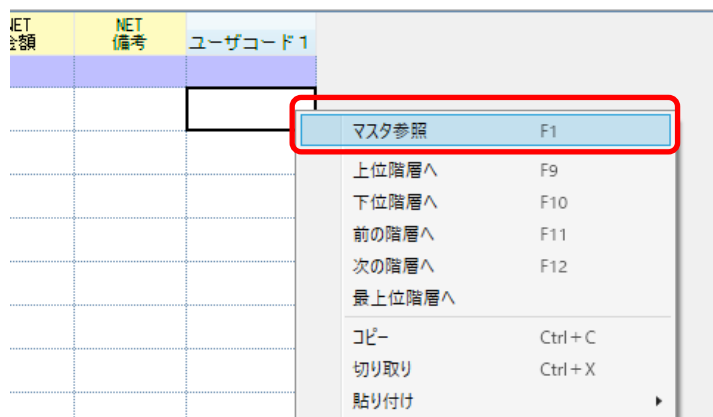 NET NET
金額 備考 ユーザコード1
マスタ参照 F1
上位階層へ F9
下位階層へ F10
前の階層へ F11
次の階層へ F12
最上位階層へ
コピー Ctrl+C
切り取り Ctrl+X
貼り付け